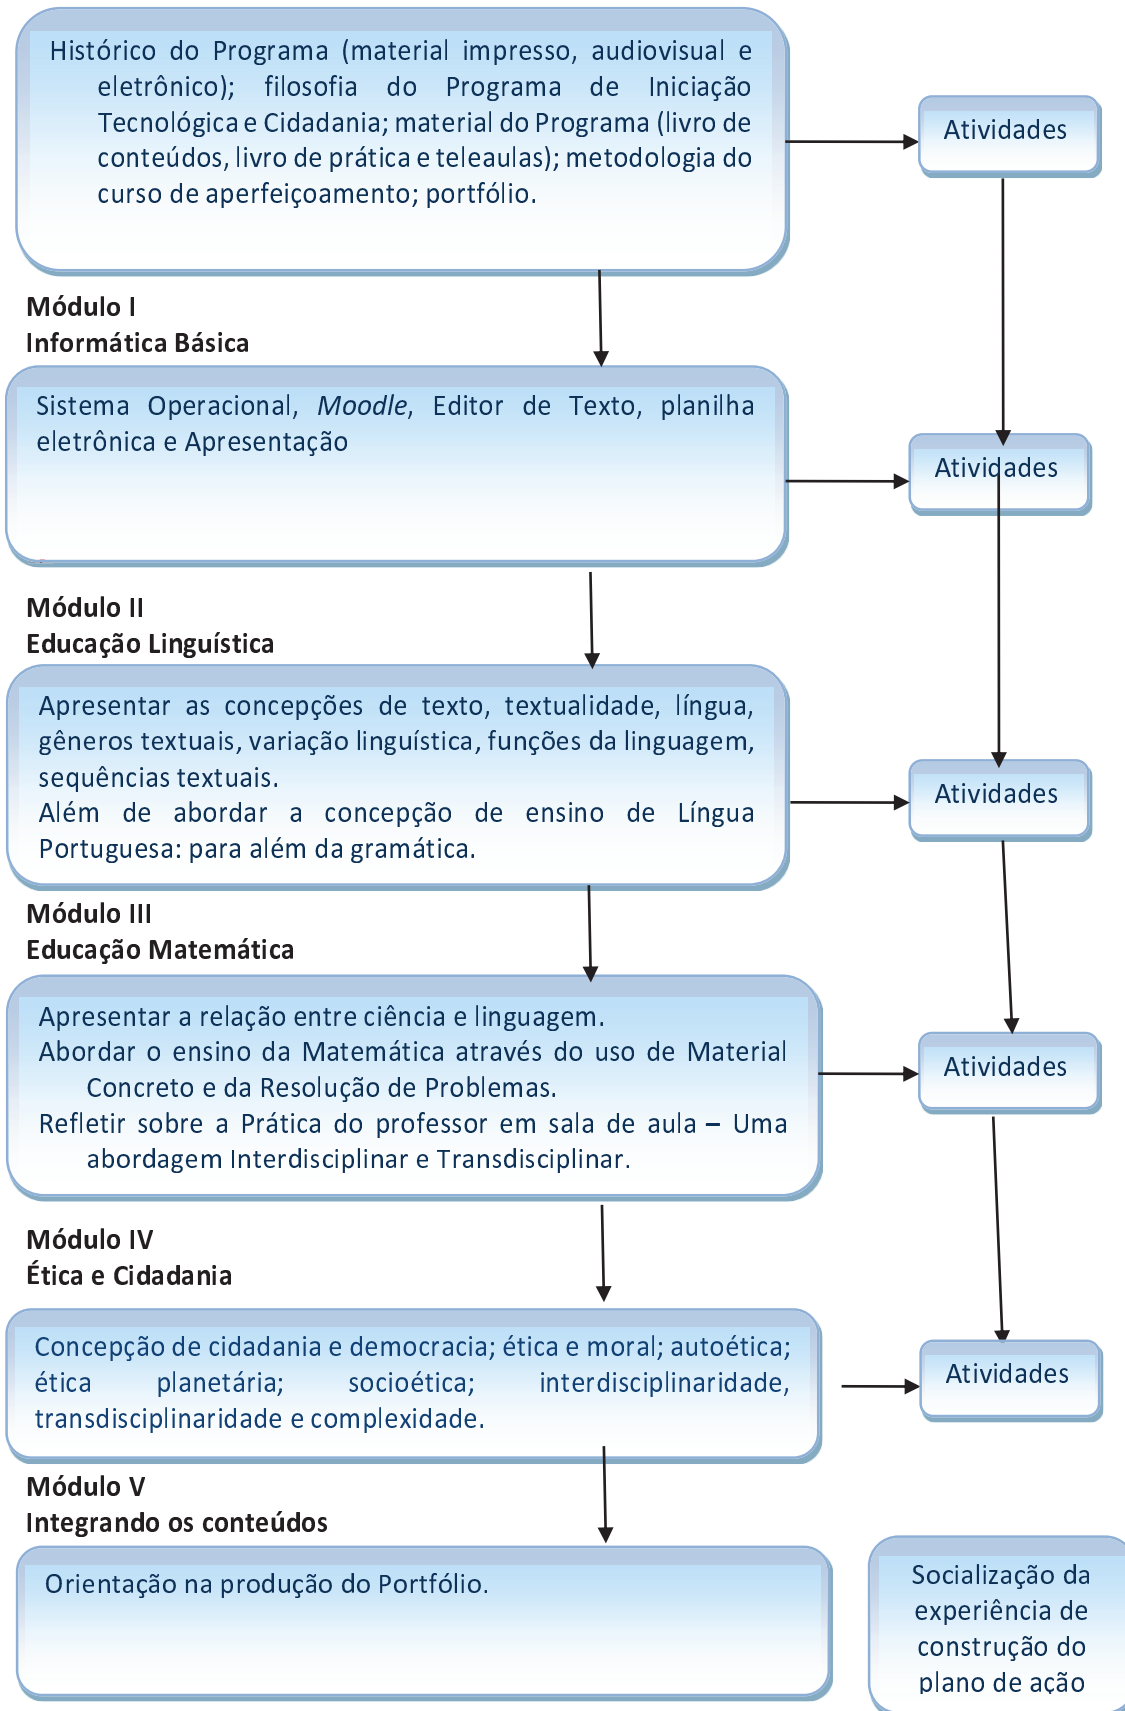 Histórico do Programa (material impresso, audiovisual e
eletrônico); filosofia do Programa de Iniciação
Tecnológica e Cidadania; material do Programa (livro de
conteúdos, livro de prática e teleaulas); metodologia do
curso de aperfeiçoamento; portfólio.
Atividades
Módulo I
Informática Básica
Sistema Operacional, Moodle, Editor de Texto, planilha
eletrônica e Apresentação
Atividades
Módulo II
Educação Linguística
Apresentar as concepções de texto, textualidade, língua,
gêneros textuais, variação linguística, funções da linguagem,
sequências textuais.
Além de abordar a concepção de ensino de Língua
Portuguesa: para além da gramática.
Atividades
Módulo III
Educação Matemática
Apresentar a relação entre ciência e linguagem.
Abordar o ensino da Matemática através do uso de Material
Concreto e da Resolução de Problemas.
Refletir sobre a Prática do professor em sala de aula – Uma
abordagem Interdisciplinar e Transdisciplinar.
Atividades
Módulo IV
Ética e Cidadania
Concepção de cidadania e democracia; ética e moral; autoética;
ética planetária; socioética; interdisciplinaridade,
transdisciplinaridade e complexidade.
Atividades
Módulo V
Integrando os conteúdos
Orientação na produção do Portfólio.
Socialização da
experiência de
construção do
plano de ação